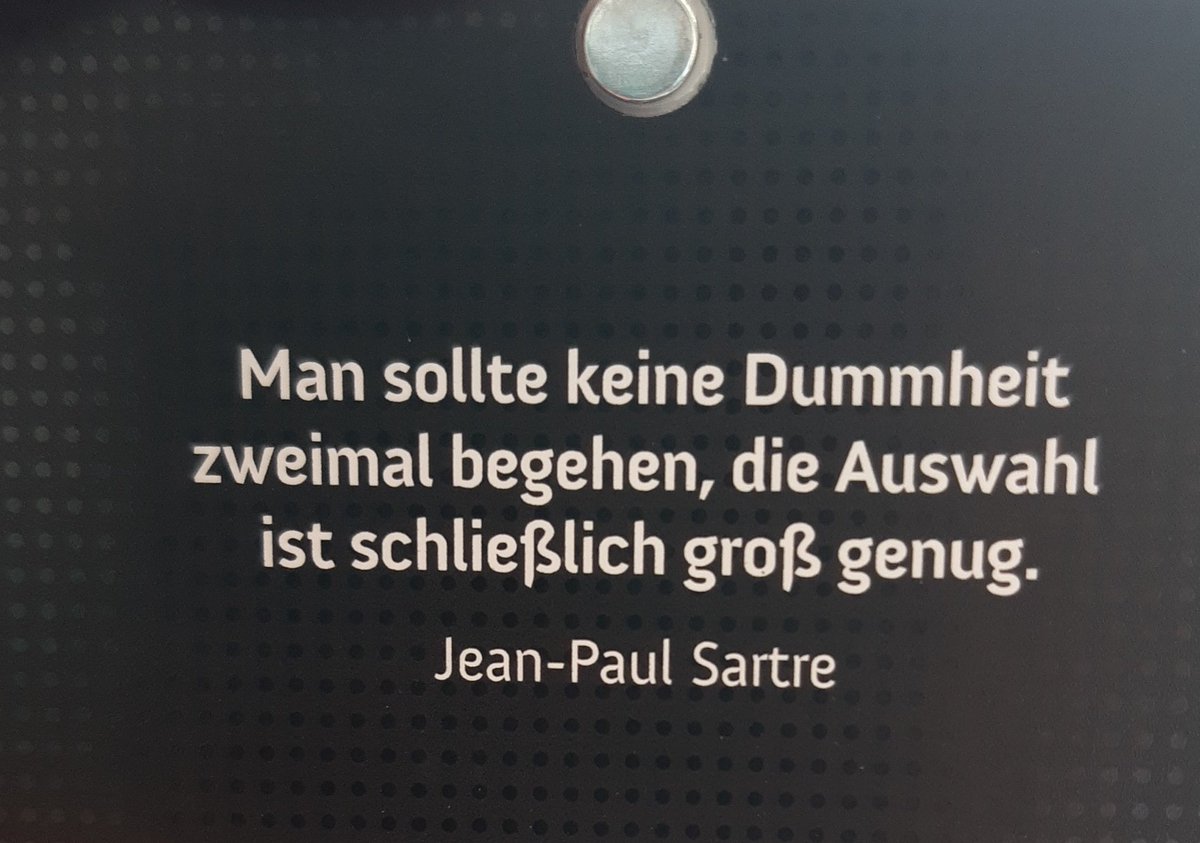 Man sollte keine Dummheit
zweimal begehen, die Auswahl
ist schließlich groß genug.
Jean-Paul Sartre